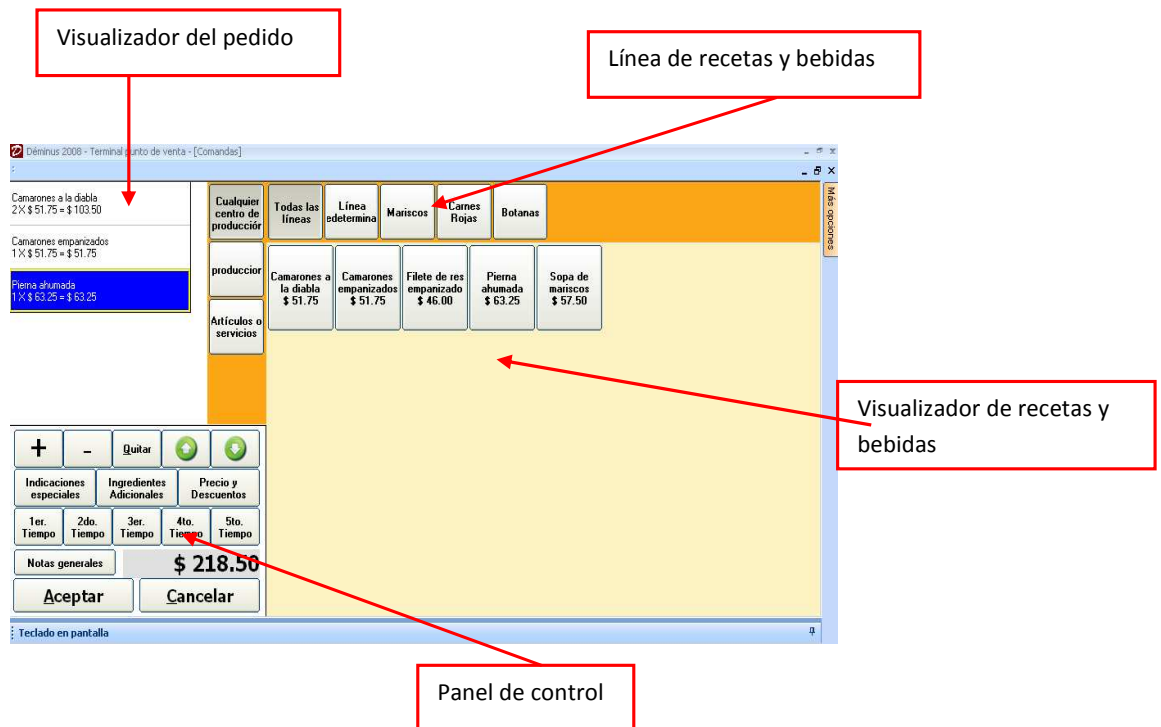 Visualizador del pedido
Línea de recetas y bebidas
Déminus 2008 - Terminal punto de venta - [Comandas]
Más opciones
Camarones a la diabla
2 X $ 51.75 = $ 103.50
Camarones empanizados
1 X $ 51.75 = $ 51.75
Pierna ahumada
1 X $ 63.25 = $ 63.25
Cualquier
centro de
producciór
produccior
Artículos o
servicios
Todas las
líneas
Línea
edetermina
Mariscos
Carnes
Rojas
Botanas
Camarones a
la diabla
$ 51.75
Camarones
empanizados
$ 51.75
Filete de res
empanizado
$ 46.00
Pierna
ahumada
$ 63.25
Sopa de
mariscos
$ 57.50
Visualizador de recetas y
bebidas
+
-
Quitar
Indicaciones
especiales
Ingredientes
Adicionales
Precio y
Descuentos
1er.
Tiempo
2do.
Tiempo
3er.
Tiempo
4to.
Tiempo
5to.
Tiempo
Notas generales
$ 218.50
Aceptar
Cancelar
Teclado en pantalla
Panel de control